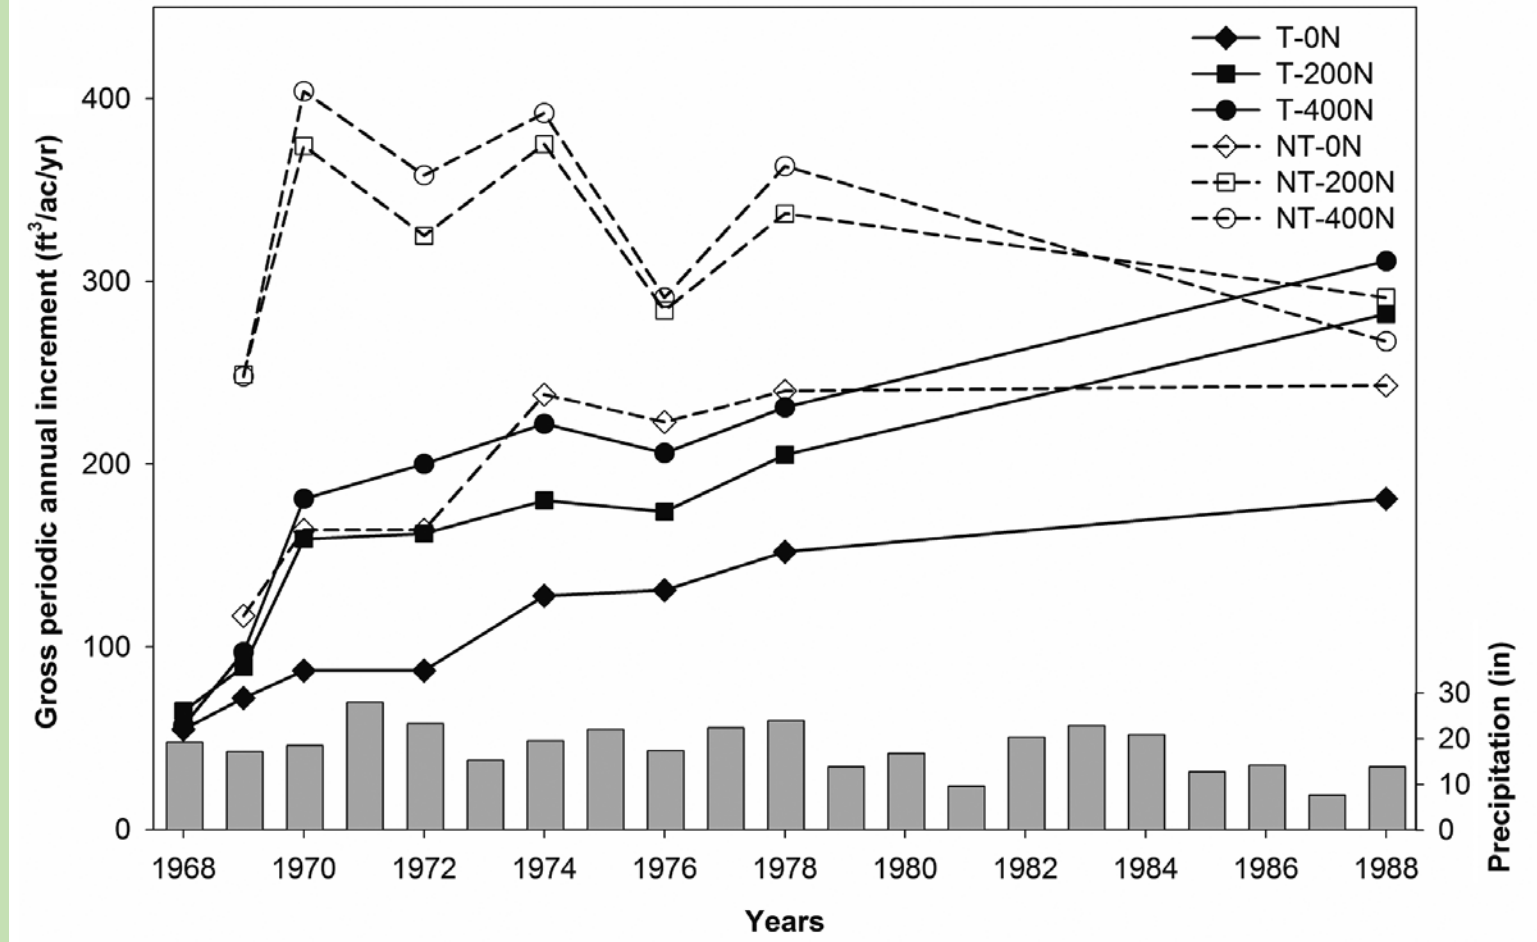 Gross periodic annual increment (ft³/ac/yr)
400
300
200
100
0
T-0N
T-200N
T-400N
NT-0N
NT-200N
NT-400N
30
20
10
0
Precipitation (in)
1968 1970 1972 1974 1976 1978 1980 1982 1984 1986 1988
Years